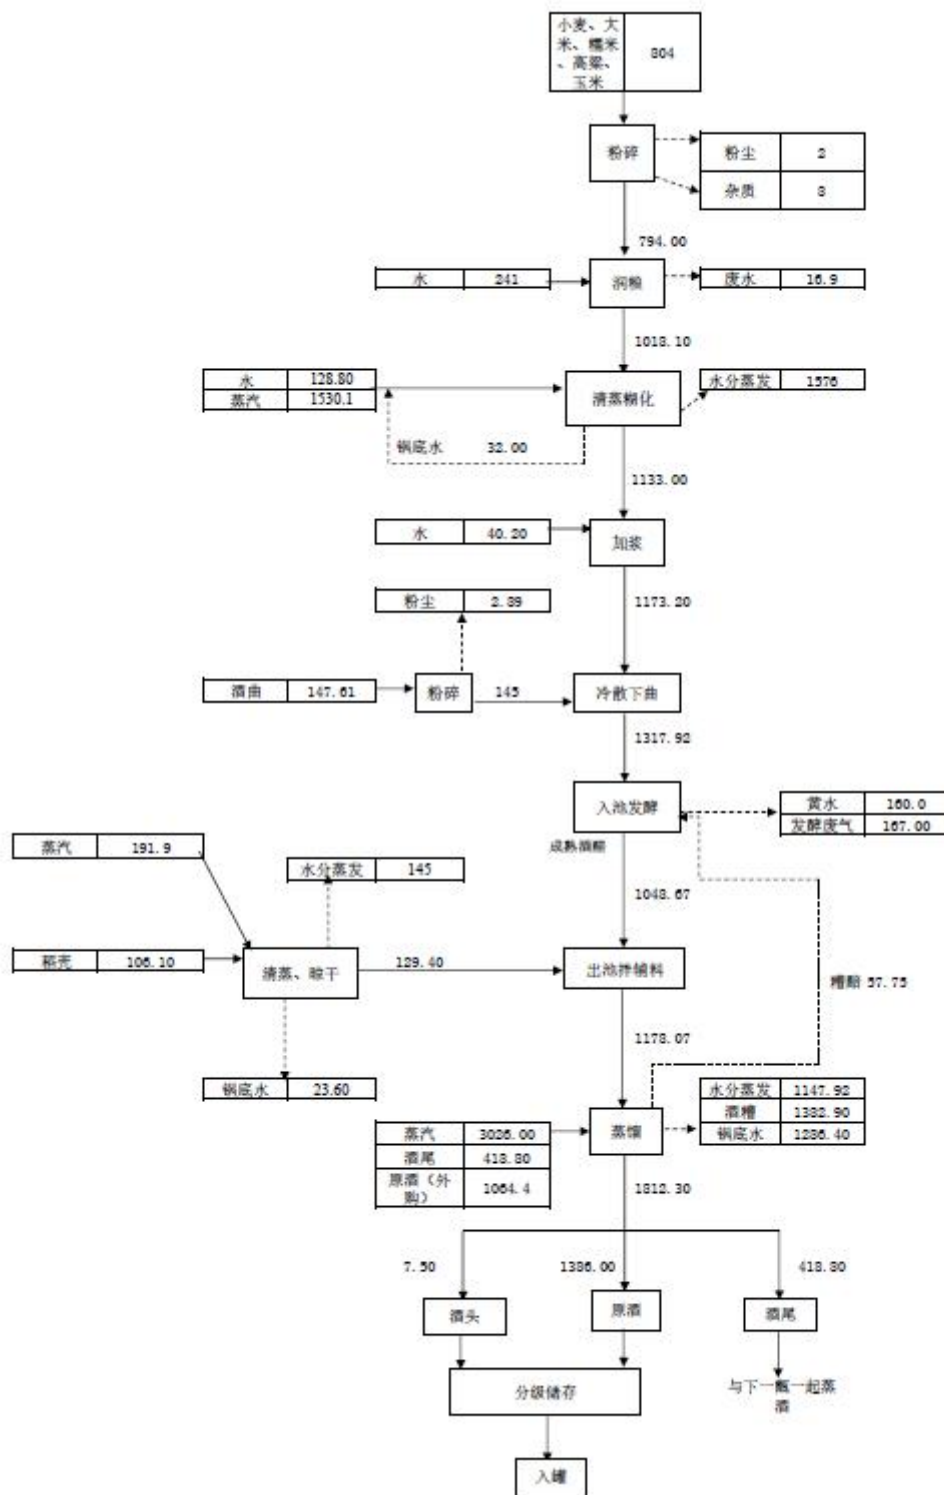 小麦、大
米、糯米
、高粱、
玉米
804
粉碎
粉尘 2
杂质 8
794.00
水 241
润粮
废水 16.9
1018.10
水 128.80
蒸汽 1530.1
清蒸糊化
水分蒸发 1576
锅底水 32.00
1133.00
水 40.20
加浆
粉尘 2.89
1173.20
酒曲 147.61
粉碎
145
冷散下曲
1317.92
入池发酵
黄水 160.0
发酵废气 167.00
成熟酒醅
蒸汽 191.9
水分蒸发 145
1048.67
稻壳 106.10
清蒸、晾干
129.40
出池拌辅料
糟醅 57.75
1178.07
锅底水 23.60
蒸汽 3026.00
酒尾 418.80
原酒（外
购） 1064.4
蒸馏
水分蒸发 1147.92
酒糟 1382.90
锅底水 1286.40
1812.30
7.50
1386.00
418.80
酒头
原酒
酒尾
分级储存
与下一甑一起蒸
酒
入罐